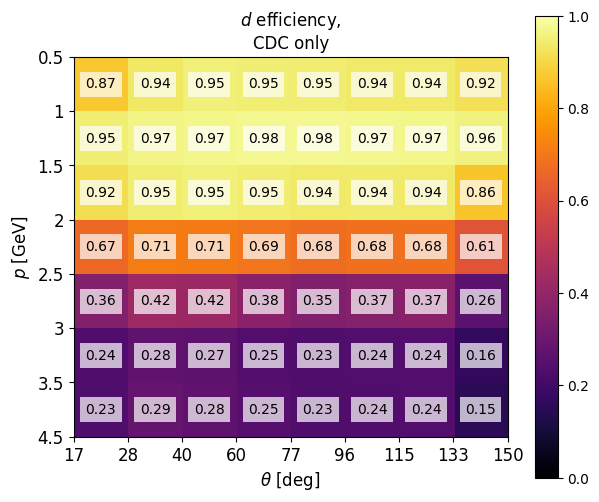 d efficiency,
CDC only
0.5
0.87 0.94 0.95 0.95 0.95 0.94 0.94 0.92
1
0.95 0.97 0.97 0.98 0.98 0.97 0.97 0.96
1.5
0.92 0.95 0.95 0.95 0.94 0.94 0.94 0.86
2
0.67 0.71 0.71 0.69 0.68 0.68 0.68 0.61
2.5
0.36 0.42 0.42 0.38 0.35 0.37 0.37 0.26
3
0.24 0.28 0.27 0.25 0.23 0.24 0.24 0.16
3.5
0.23 0.29 0.28 0.25 0.23 0.24 0.24 0.15
4.5
p [GeV]
17 28 40 60 77 96 115 133 150
θ [deg]
1.0
0.8
0.6
0.4
0.2
0.0